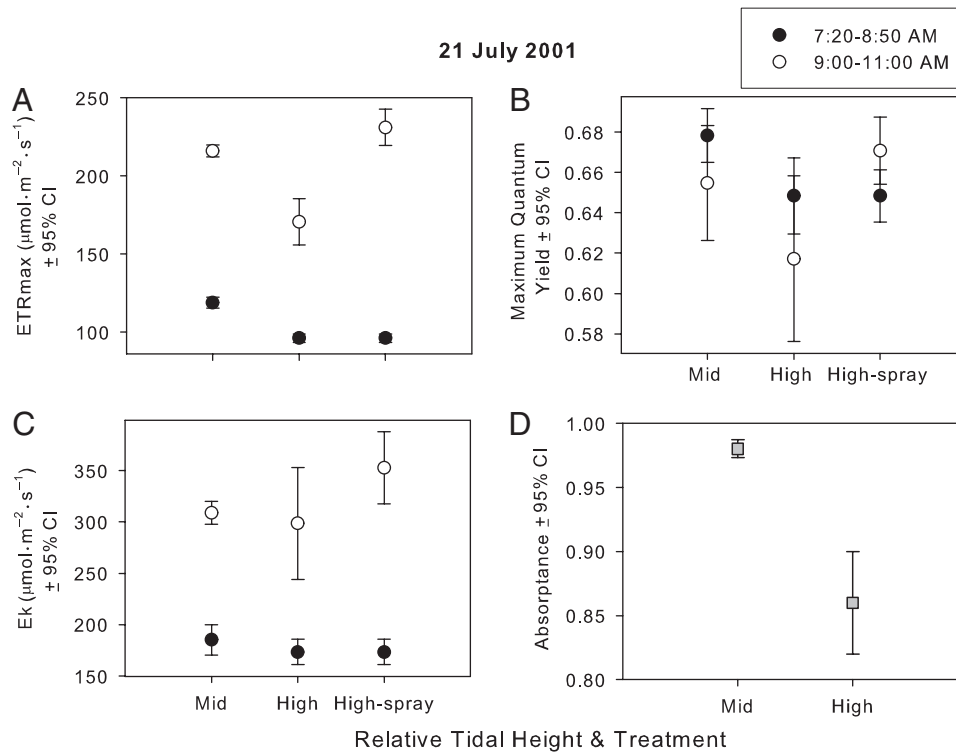 21 July 2001
7:20-8:50 AM
9:00-11:00 AM
A
250
200
150
100
ETRmax (μmol·m⁻²·s⁻¹)
± 95% CI
B
0.68
0.66
0.64
0.62
0.60
0.58
Maximum Quantum
Yield ± 95% CI
Mid
High
High-spray
C
350
300
250
200
150
Ek (μmol·m⁻²·s⁻¹)
± 95% CI
Mid
High
High-spray
D
1.00
0.95
0.90
0.85
0.80
Absorptance ± 95% CI
Mid
High
Relative Tidal Height & Treatment